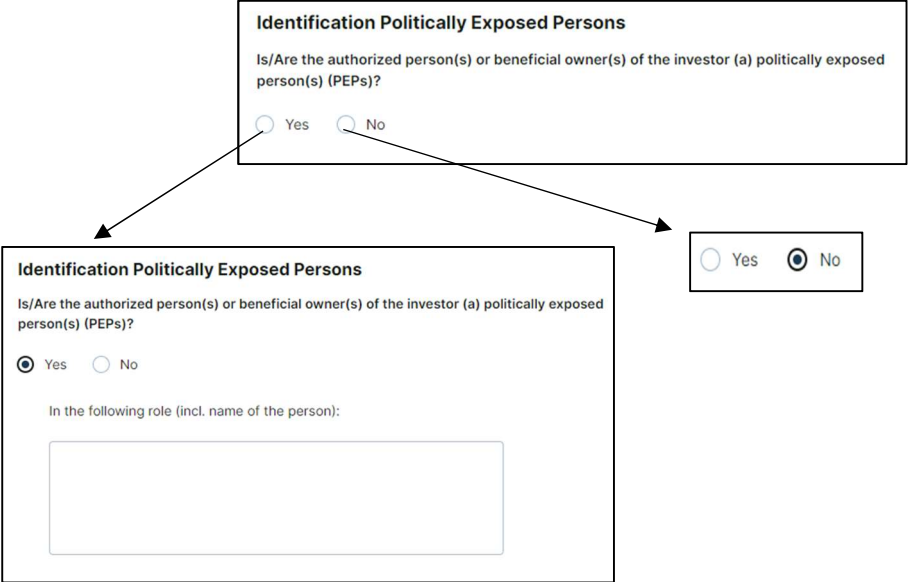 Identification Politically Exposed Persons
Is/Are the authorized person(s) or beneficial owner(s) of the investor (a) politically exposed
person(s) (PEPs)?
Yes No
Yes No
Identification Politically Exposed Persons
Is/Are the authorized person(s) or beneficial owner(s) of the investor (a) politically exposed
person(s) (PEPs)?
Yes No
In the following role (incl. name of the person):